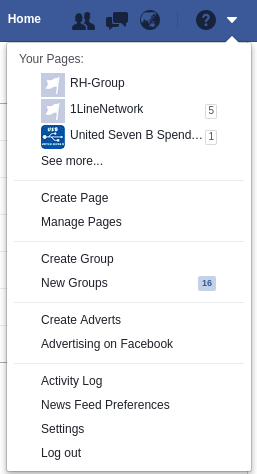 Home
Your Pages:
RH-Group
1LineNetwork 5
United Seven B Spend... 1
See more...
Create Page
Manage Pages
Create Group
New Groups 16
Create Adverts
Advertising on Facebook
Activity Log
News Feed Preferences
Settings
Log out